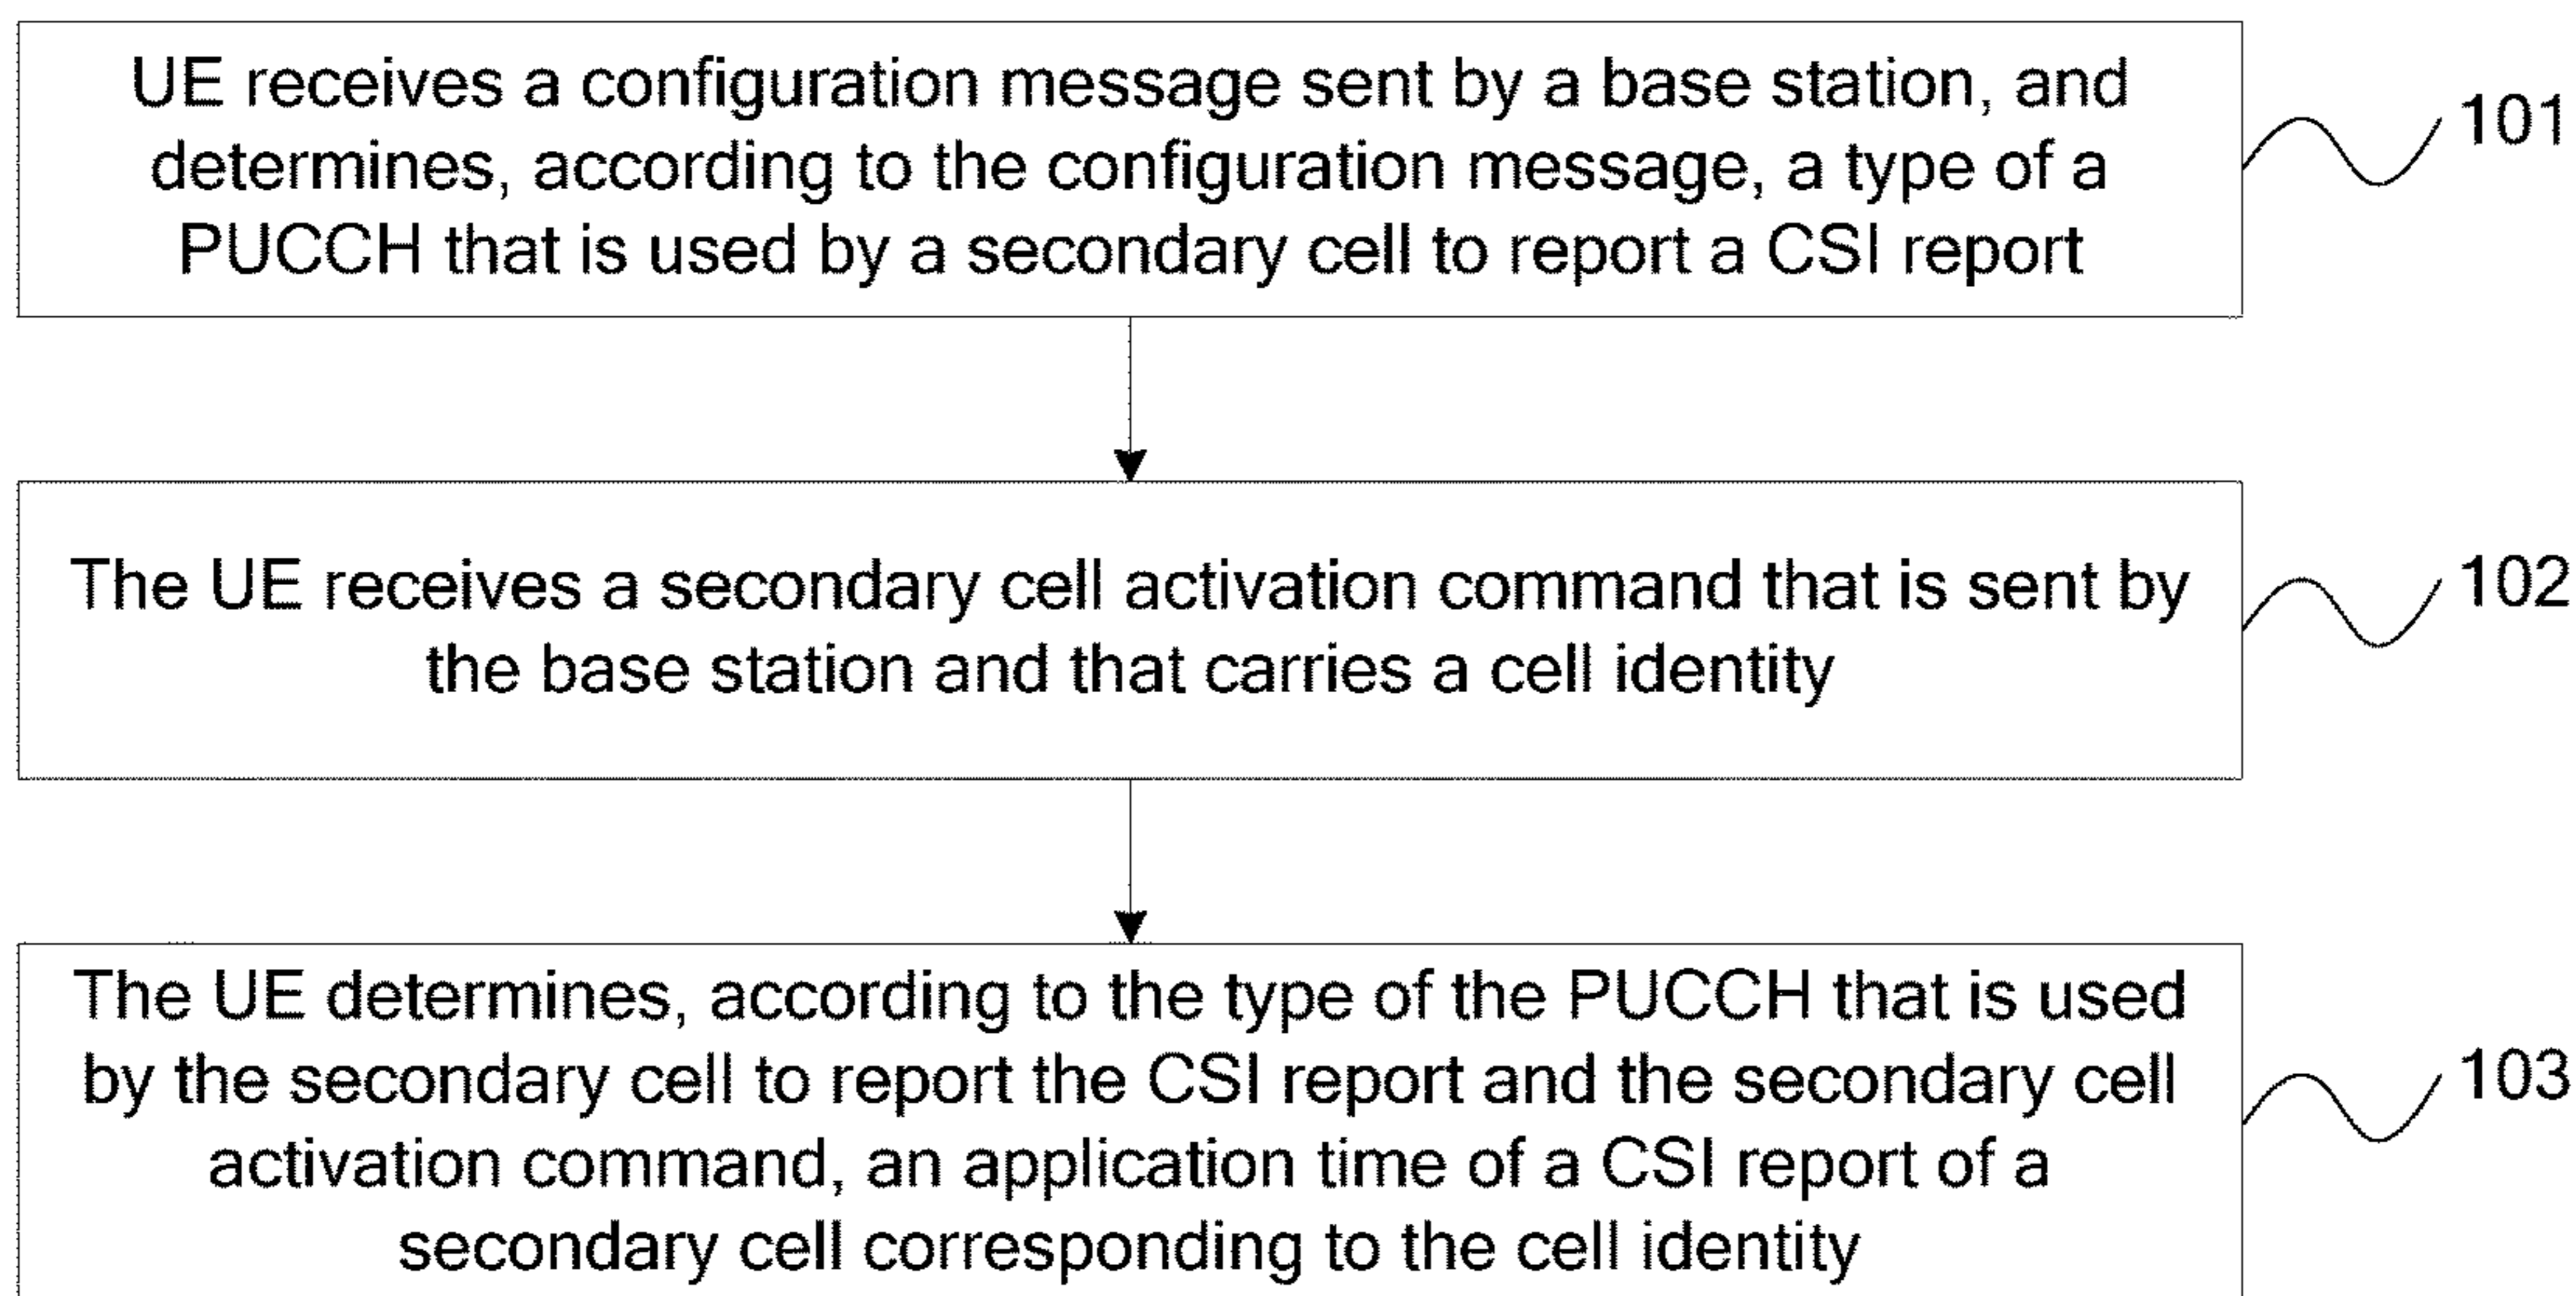 UE receives a configuration message sent by a base station, and
determines, according to the configuration message, a type of a
PUCCH that is used by a secondary cell to report a CSI report
101
The UE receives a secondary cell activation command that is sent by
the base station and that carries a cell identity
102
The UE determines, according to the type of the PUCCH that is used
by the secondary cell to report the CSI report and the secondary cell
activation command, an application time of a CSI report of a
secondary cell corresponding to the cell identity
103